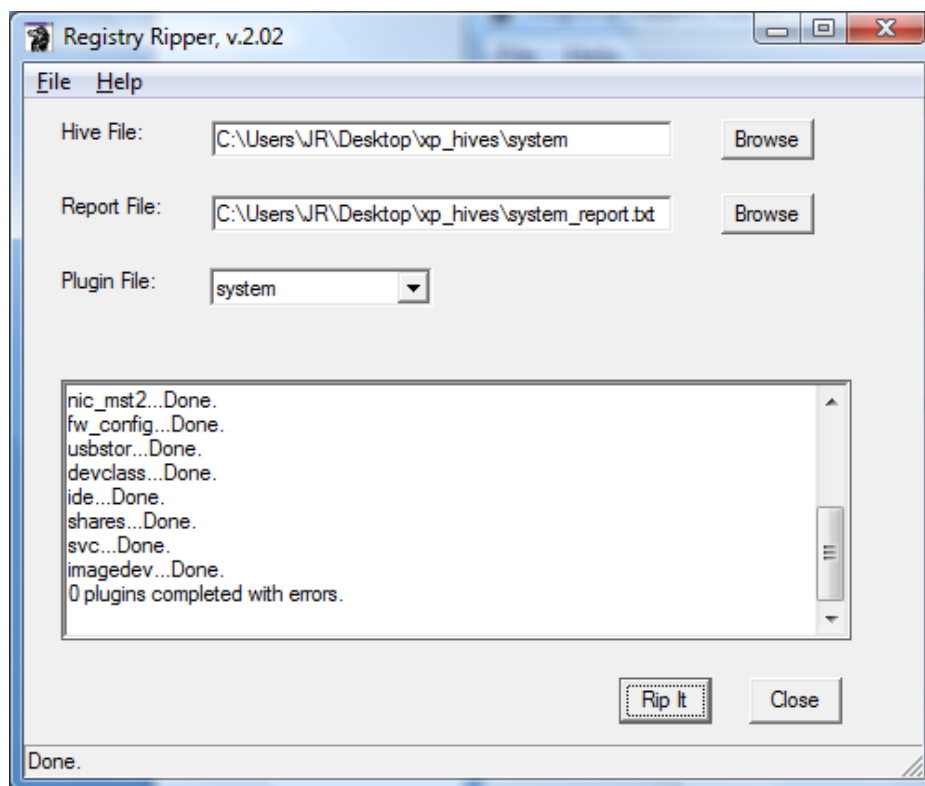 Registry Ripper, v.2.02
File Help
Hive File: C:\Users\JR\Desktop\xp_hives\system Browse
Report File: C:\Users\JR\Desktop\xp_hives\system_report.txt Browse
Plugin File: system
nic_mst2...Done.
fw_config...Done.
usbstor...Done.
devclass...Done.
ide...Done.
shares...Done.
svc...Done.
imagedev...Done.
0 plugins completed with errors.
Rip It Close
Done.